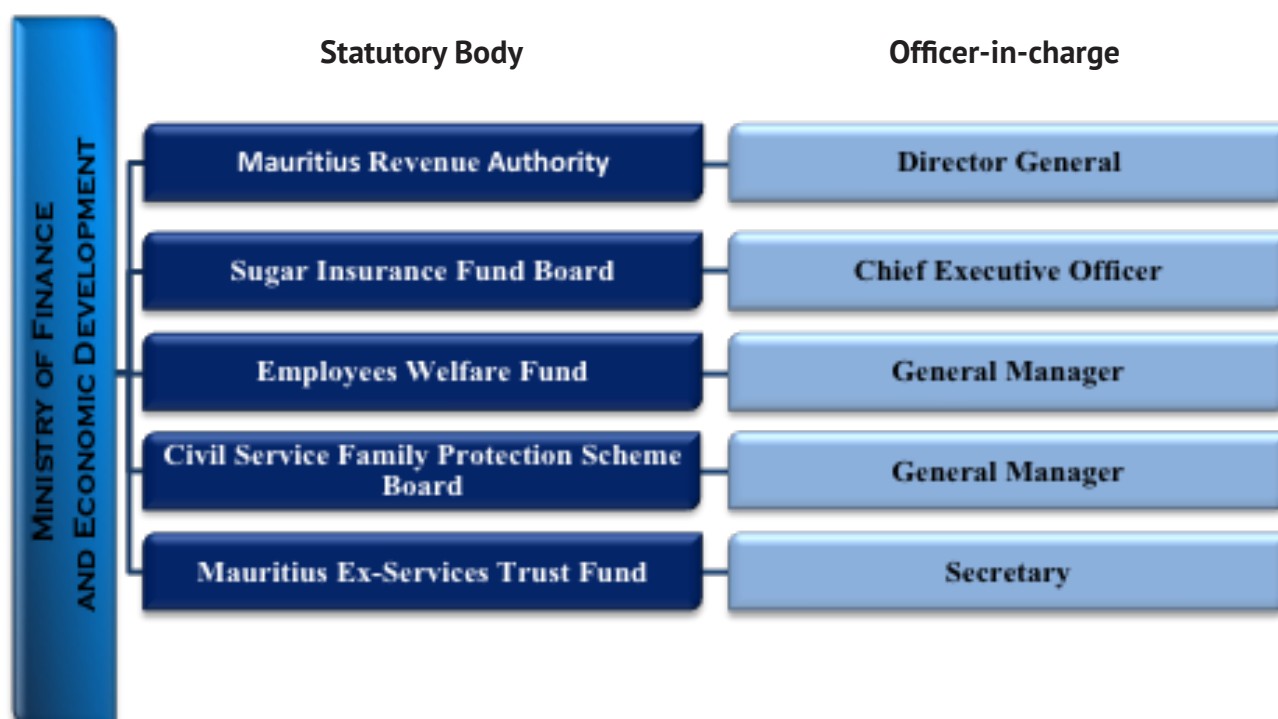 MINISTRY OF FINANCE
AND ECONOMIC DEVELOPMENT
Statutory Body
Officer-in-charge
Mauritius Revenue Authority
Director General
Sugar Insurance Fund Board
Chief Executive Officer
Employees Welfare Fund
General Manager
Civil Service Family Protection Scheme
Board
General Manager
Mauritius Ex-Services Trust Fund
Secretary